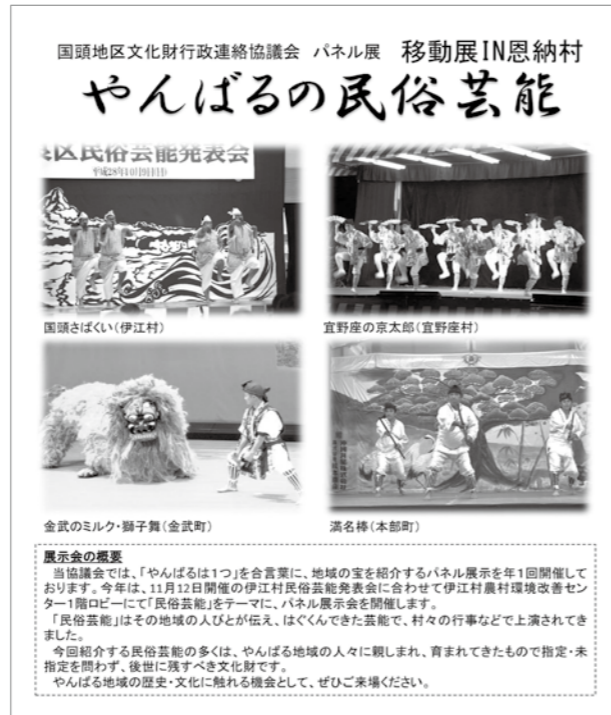 国頭地区文化財行政連絡協議会 パネル展 移動展IN恩納村
やんばるの民俗芸能
区民俗芸能発表会
平成28年10月9日(日)
国頭さばくい(伊江村)
宜野座の京太郎(宜野座村)
金武のミルク・獅子舞(金武町)
満名棒(本部町)
展示会の概要
当協議会では、「やんばるは1つ」を合言葉に、地域の宝を紹介するパネル展示を年1回開催して
おります。今年は、11月12日開催の伊江村民俗芸能発表会に合わせて伊江村農村環境改善セン
ター1階ロビーにて「民俗芸能」をテーマに、パネル展示会を開催します。
「民俗芸能」はその地域の人びとが伝え、はぐくんできた芸能で、村々の行事などで上演されてき
ました。
今回紹介する民俗芸能の多くは、やんばる地域の人々に親しまれ、育まれてきたもので指定・未
指定を問わず、後世に残すべき文化財です。
やんばる地域の歴史・文化に触れる機会として、ぜひご来場ください。